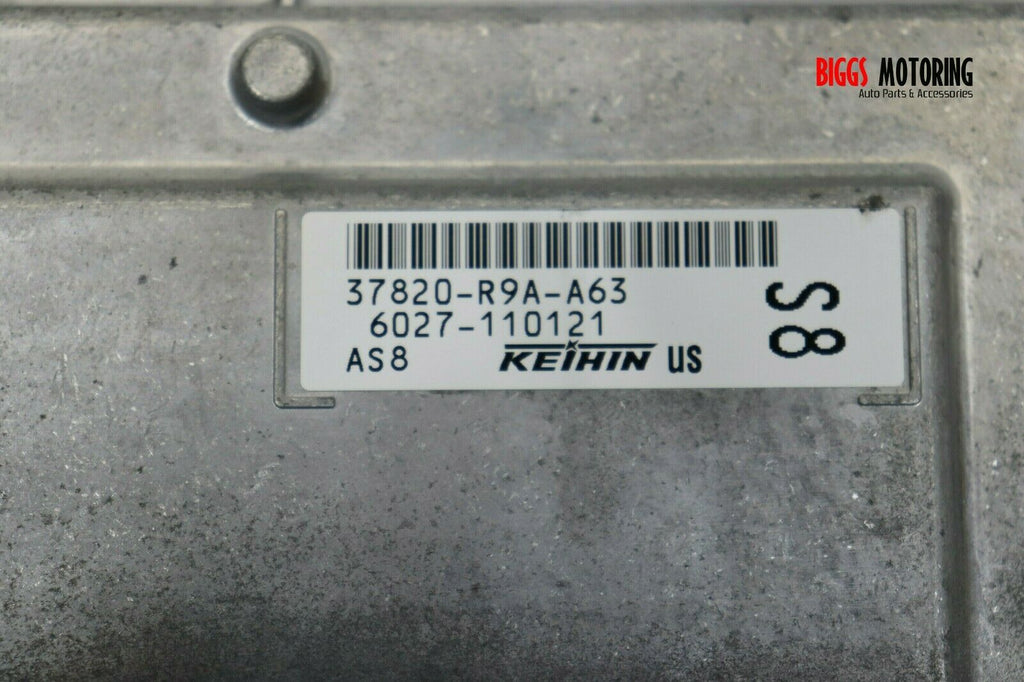 BIGGS MOTORING
Auto Parts & Accessories
37820-R9A-A63
6027-110121
AS8 KEIHIN US
S8